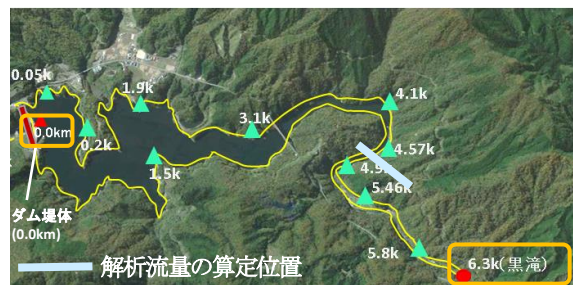 0.05k
1.9k
4.1k
3.1k
0.0km
0.2k
4.57k
1.5k
5.46k
ダム堤体
(0.0km)
5.8k
6.3k(黒滝)
解析流量の算定位置